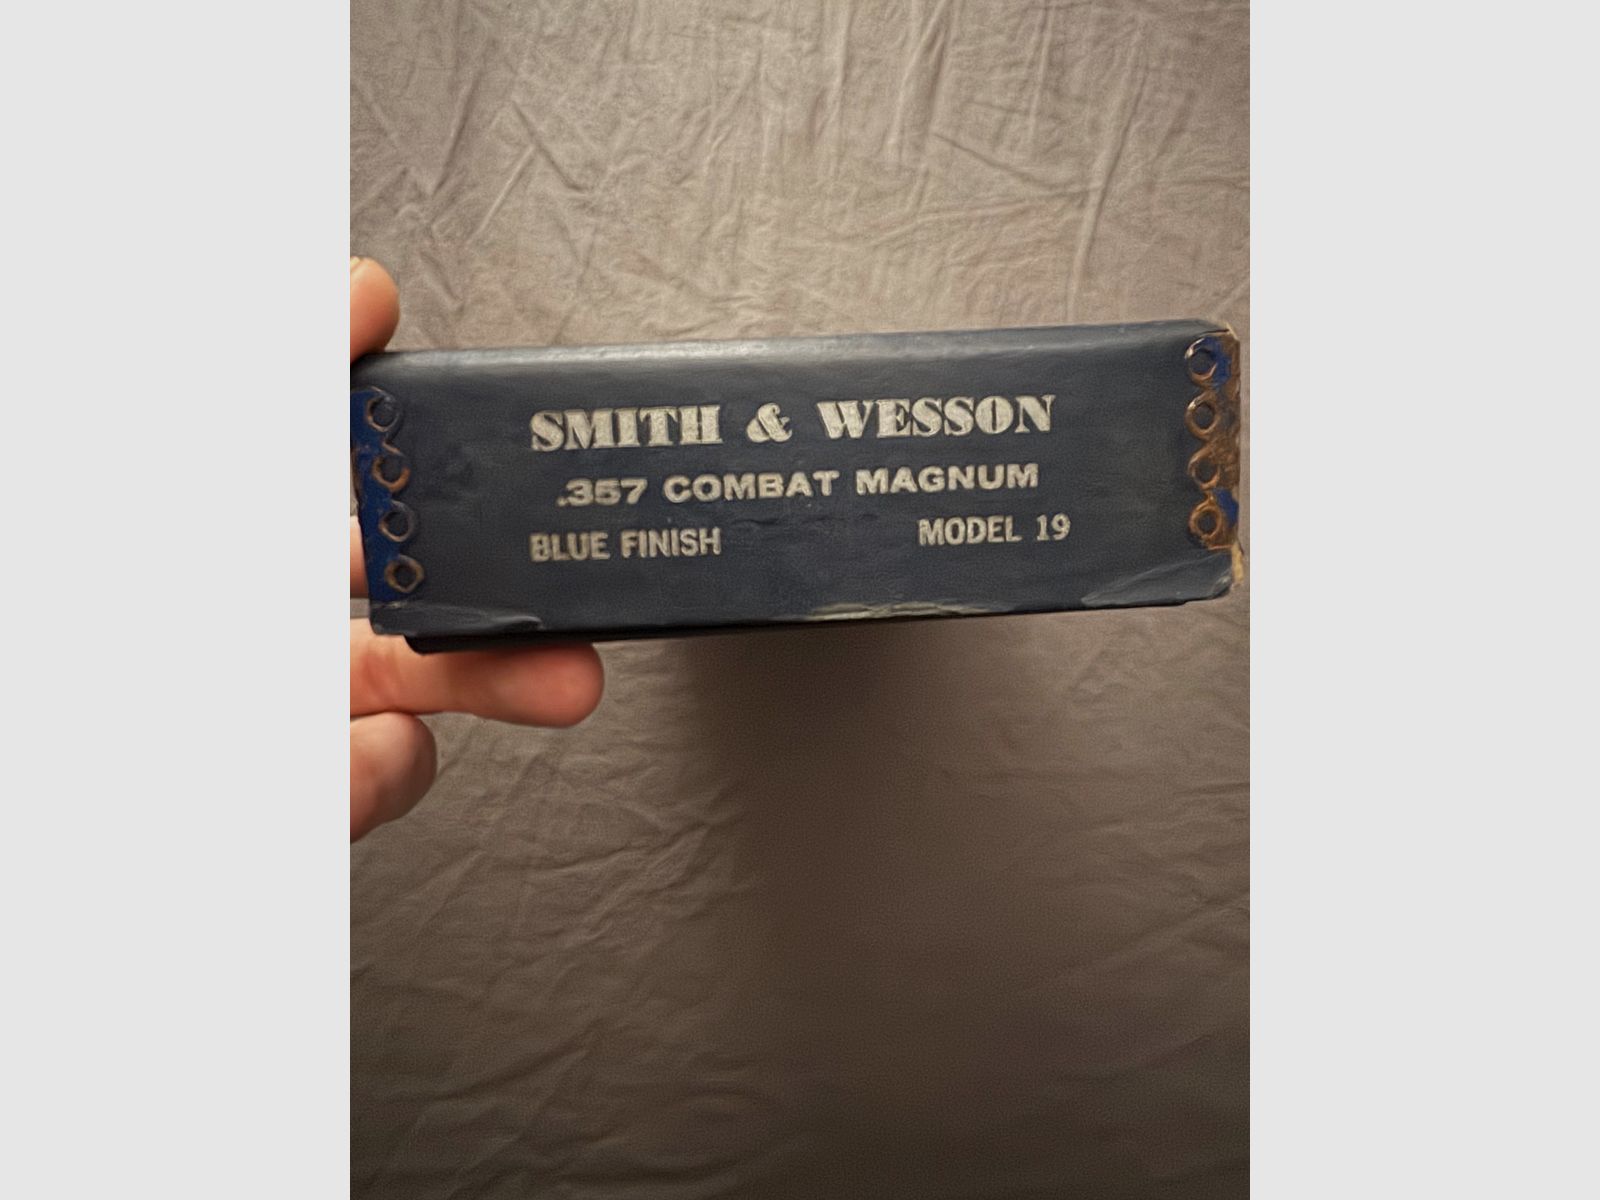 SMITH & WESSON
.357 COMBAT MAGNUM
BLUE FINISH MODEL 19